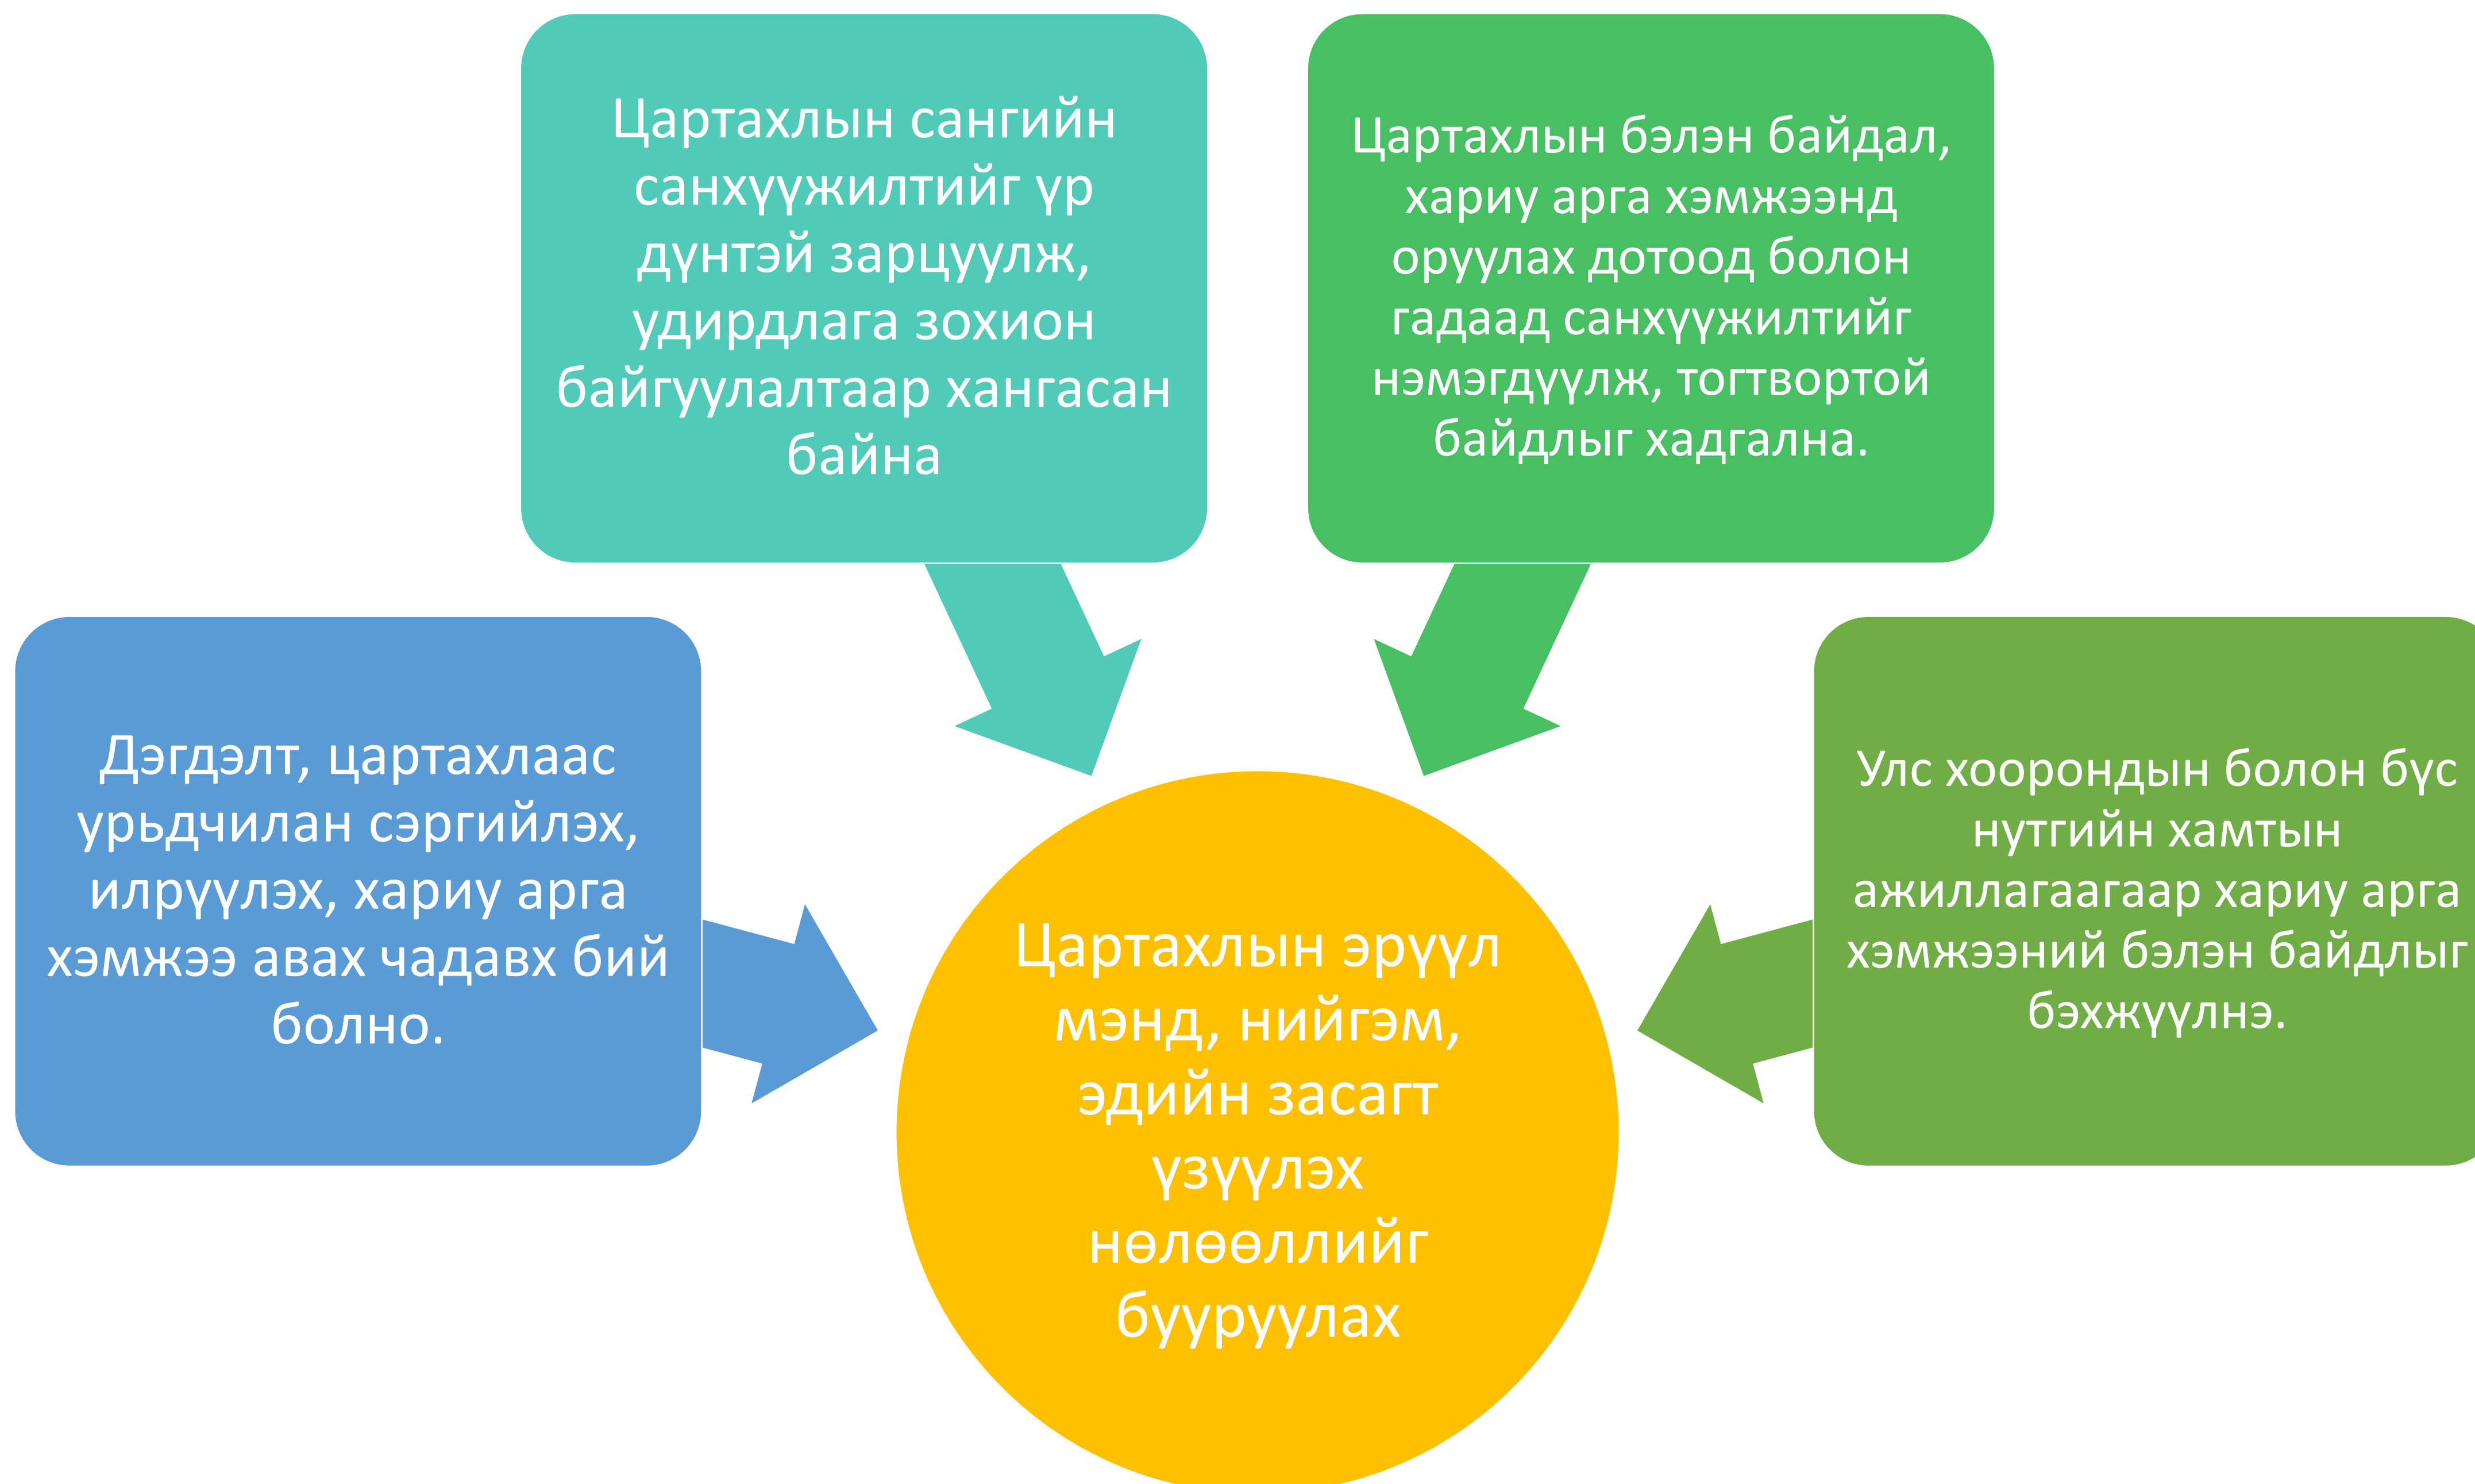 Цартахлын сангийн
санхүүжилтийг үр
дүнтэй зарцуулж,
удирдлага зохион
байгуулалтаар хангасан
байна
Цартахлын бэлэн байдал,
хариу арга хэмжээнд
оруулах дотоод болон
гадаад санхүүжилтийг
нэмэгдүүлж, тогтвортой
байдлыг хадгална.
Дэгдэлт, цартахлаас
урьдчилан сэргийлэх,
илрүүлэх, хариу арга
хэмжээ авах чадавх бий
болно.
Улс хоорондын болон бүс
нутгийн хамтын
ажиллагаагаар хариу арга
хэмжээний бэлэн байдлыг
бэхжүүлнэ.
Цартахлын эрүүл
мэнд, нийгэм,
эдийн засагт
үзүүлэх
нөлөөллийг
бууруулах